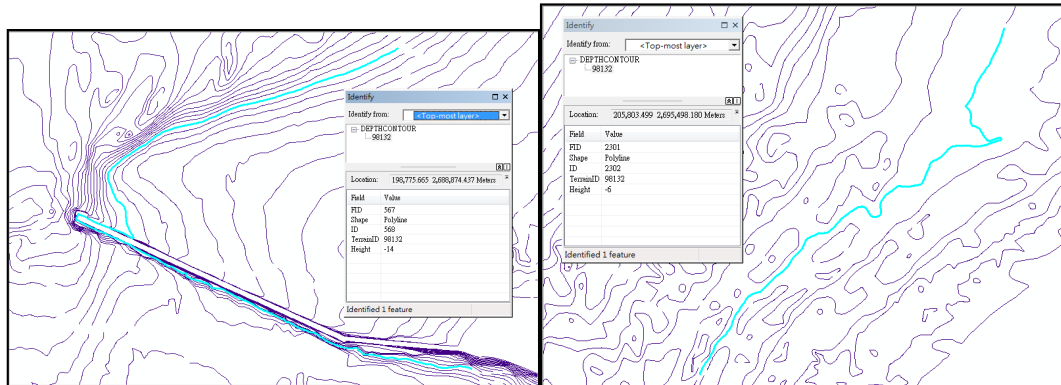 Identify
Identify from: <Top-most layer>
DEPTHCONTOUR
98132
Location: 198,775.665 2,688,874.437 Meters
Field Value
FID 567
Shape Polyline
ID 568
TerrainID 98132
Height -14
Identified 1 feature
Identify
Identify from: <Top-most layer>
DEPTHCONTOUR
98132
Location: 205,803.499 2,695,498.180 Meters
Field Value
FID 2301
Shape Polyline
ID 2302
TerrainID 98132
Height -6
Identified 1 feature